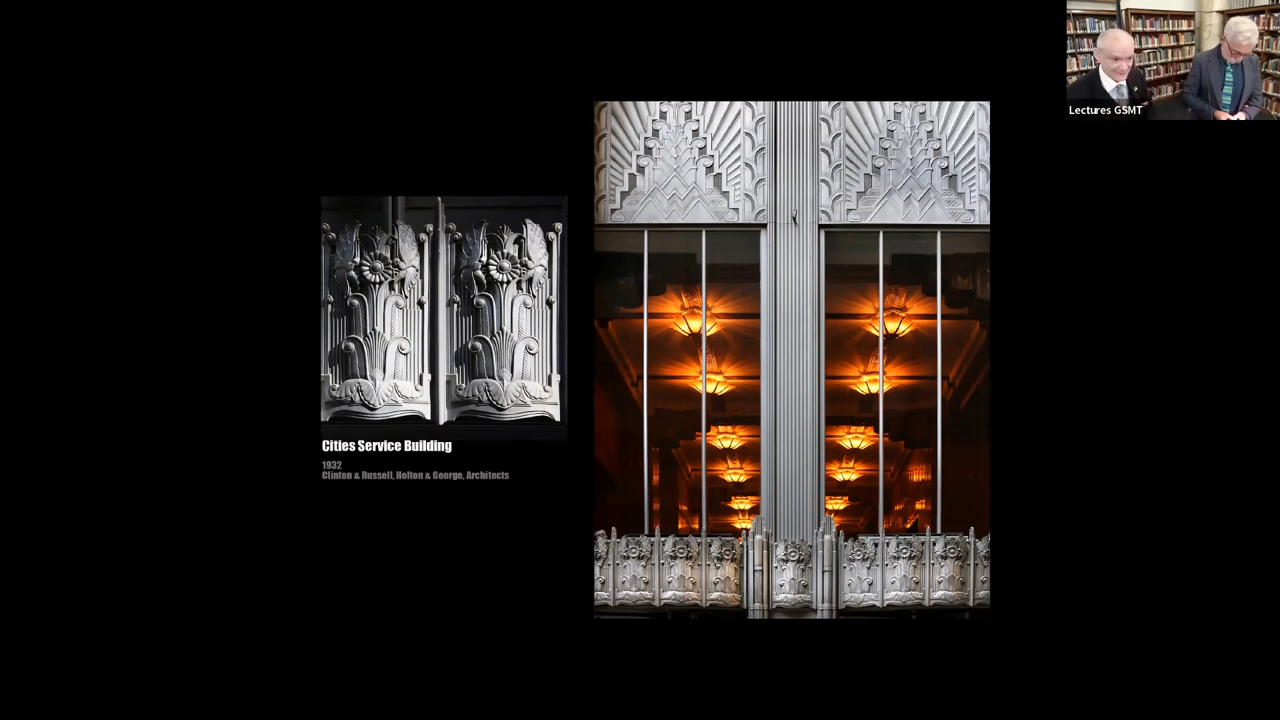 Lectures GSMT
Cities Service Building
1932
Clinton & Russell, Holton & George, Architects